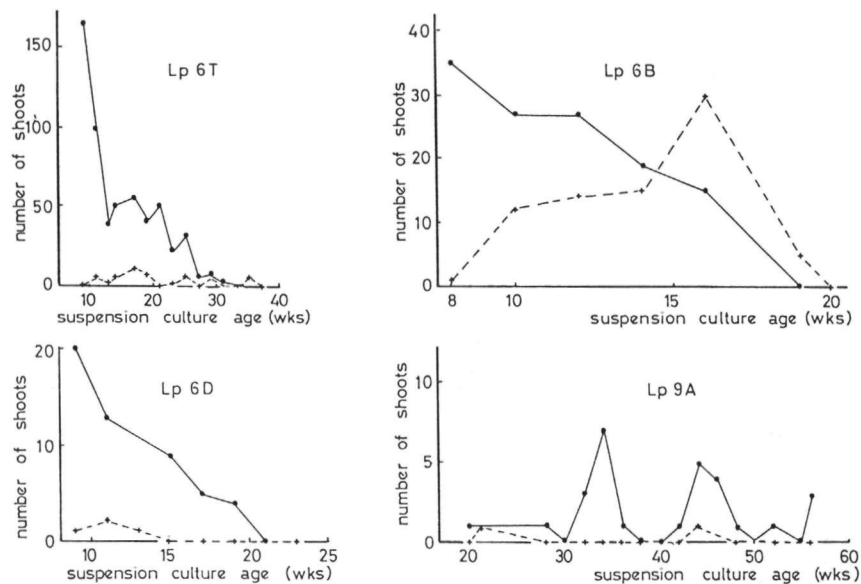 Lp 6T
number of shoots
150
100
50
0
10 20 30 40
suspension culture age (wks)
Lp 6B
number of shoots
40
30
20
10
0
8 10 15 20
suspension culture age (wks)
Lp 6D
number of shoots
20
10
0
10 15 20 25
suspension culture age (wks)
Lp 9A
number of shoots
10
5
0
20 30 40 50 60
suspension culture age (wks)